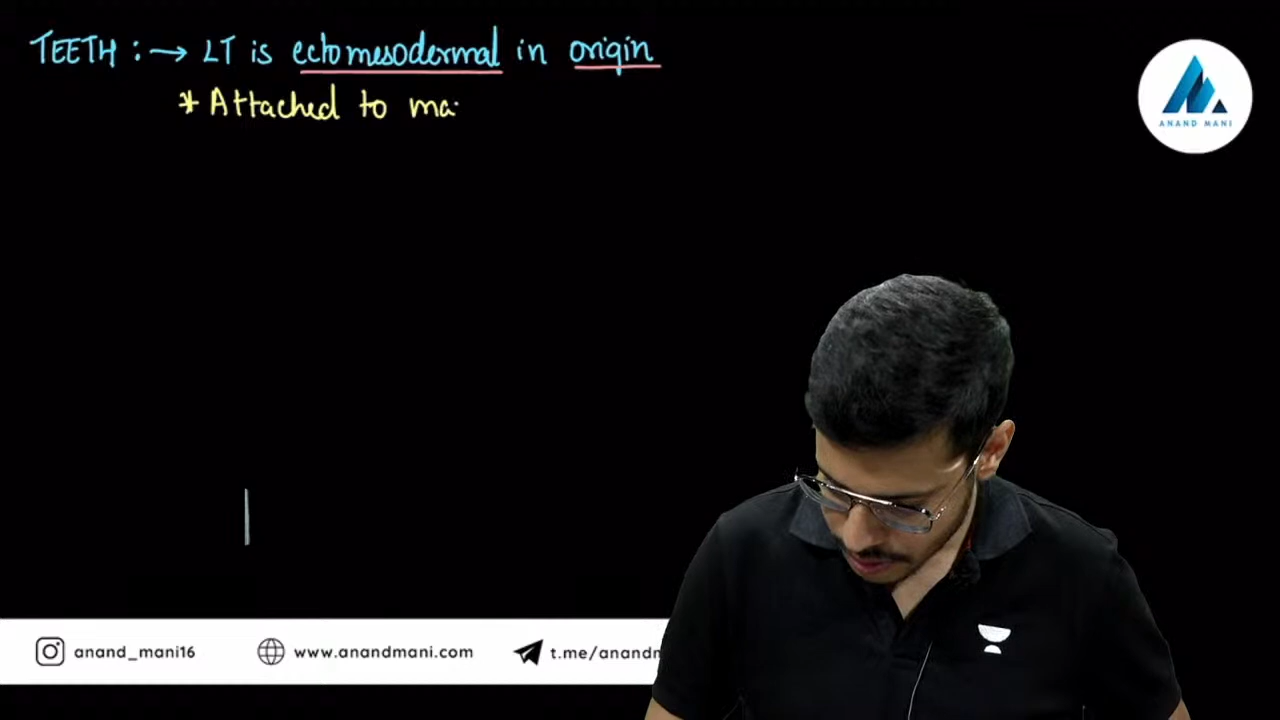 TEETH : → LT is ectomesodermal in origin
* Attached to ma
ANAND MANI
anand_mani16
www.anandmani.com
t.me/anandm